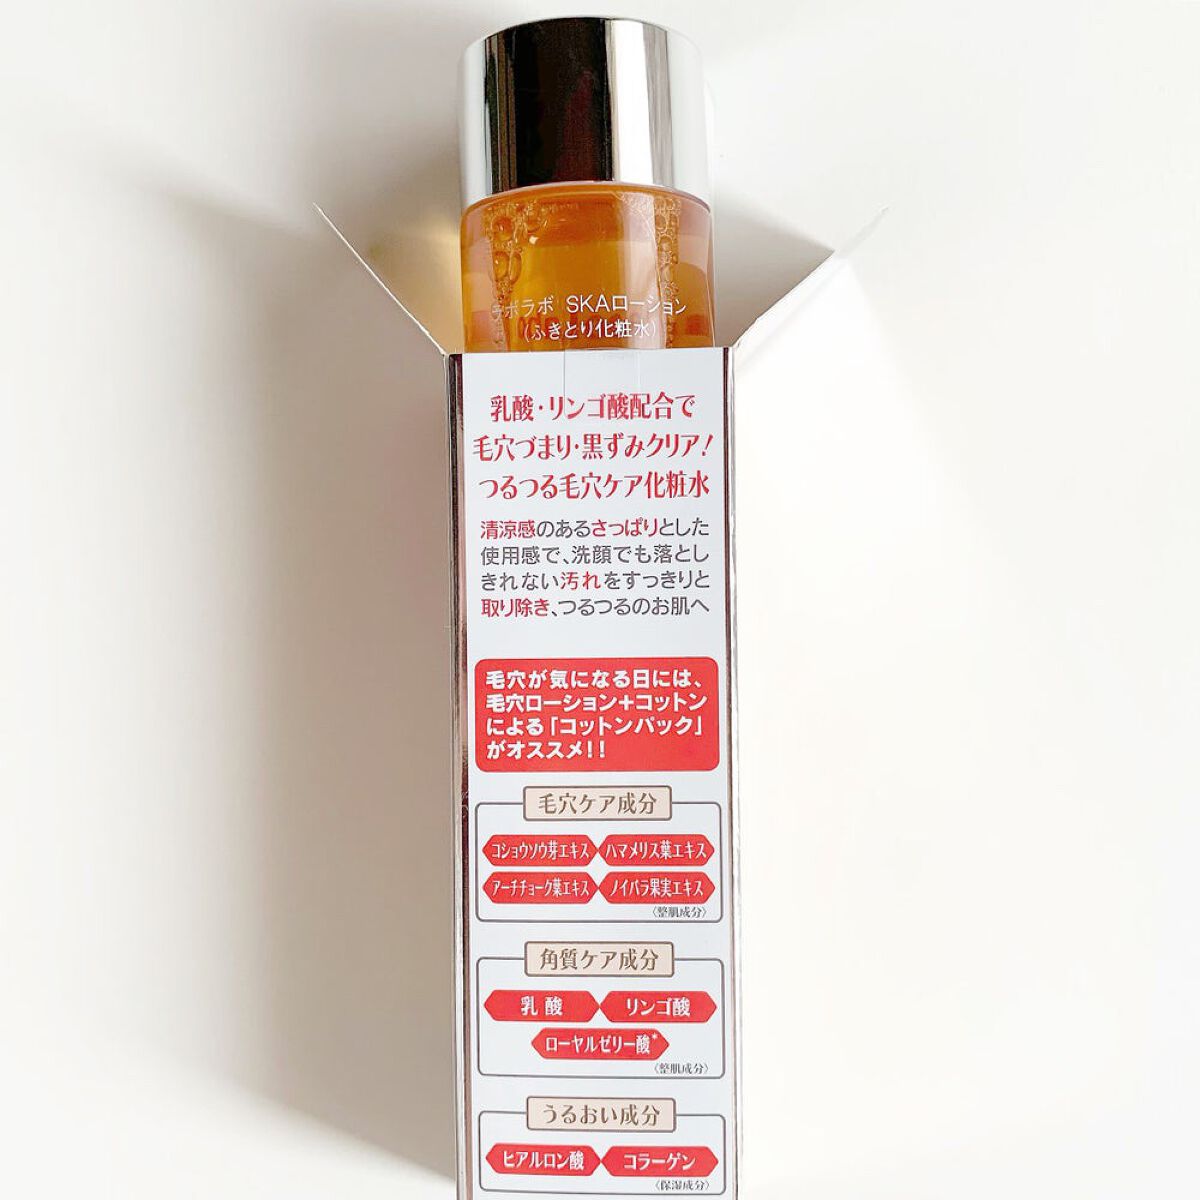 ラボラボ SKAローション
(ふきとり化粧水)
乳酸・リンゴ酸配合で
毛穴づまり・黒ずみクリア!
つるつる毛穴ケア化粧水
清涼感のあるさっぱりとした
使用感で、洗顔でも落とし
きれない汚れをすっきりと
取り除き、つるつるのお肌へ
毛穴が気になる日には、
毛穴ローション+コットン
による「コットンパック」
がオススメ!!
毛穴ケア成分
コショウソウ芽エキス ハマメリス葉エキス
アーチチョーク葉エキス ノイバラ果実エキス
〈整肌成分〉
角質ケア成分
乳酸 リンゴ酸
ローヤルゼリー酸*
〈整肌成分〉
うるおい成分
ヒアルロン酸 コラーゲン
〈保湿成分〉